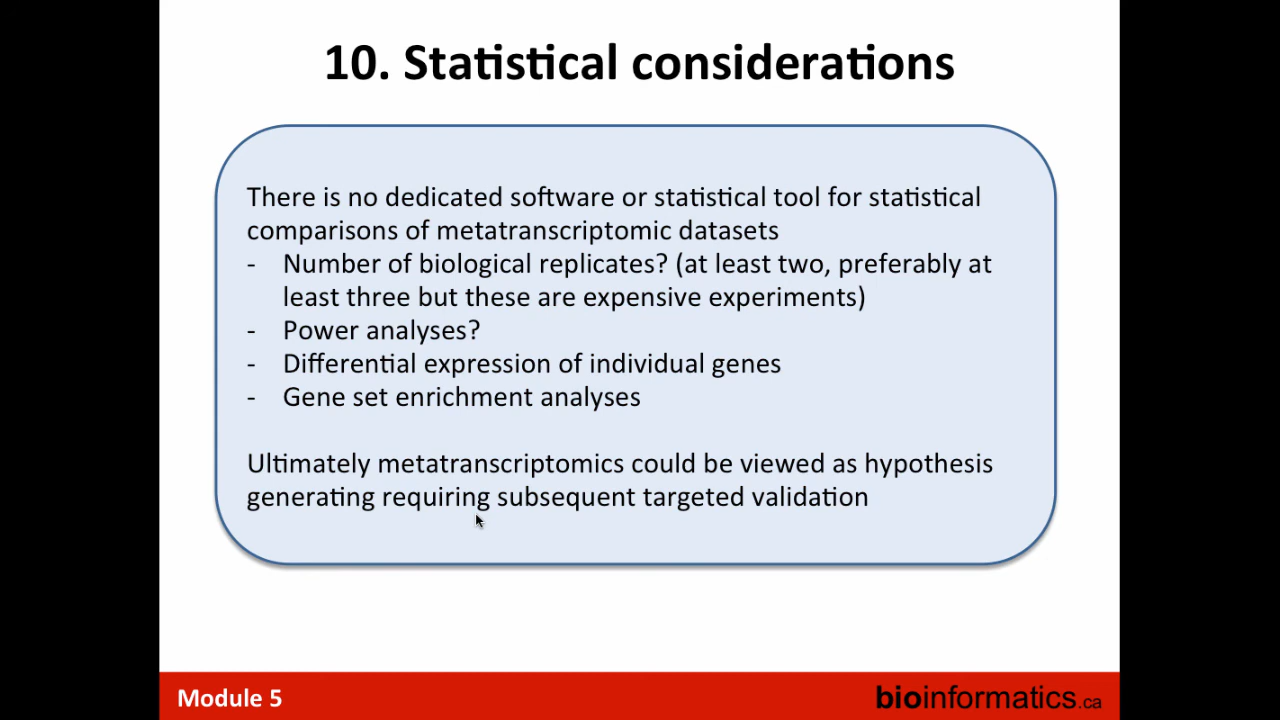 10. Statistical considerations
There is no dedicated software or statistical tool for statistical
comparisons of metatranscriptomic datasets
- Number of biological replicates? (at least two, preferably at
least three but these are expensive experiments)
- Power analyses?
- Differential expression of individual genes
- Gene set enrichment analyses
Ultimately metatranscriptomics could be viewed as hypothesis
generating requiring subsequent targeted validation
Module 5
bioinformatics.ca